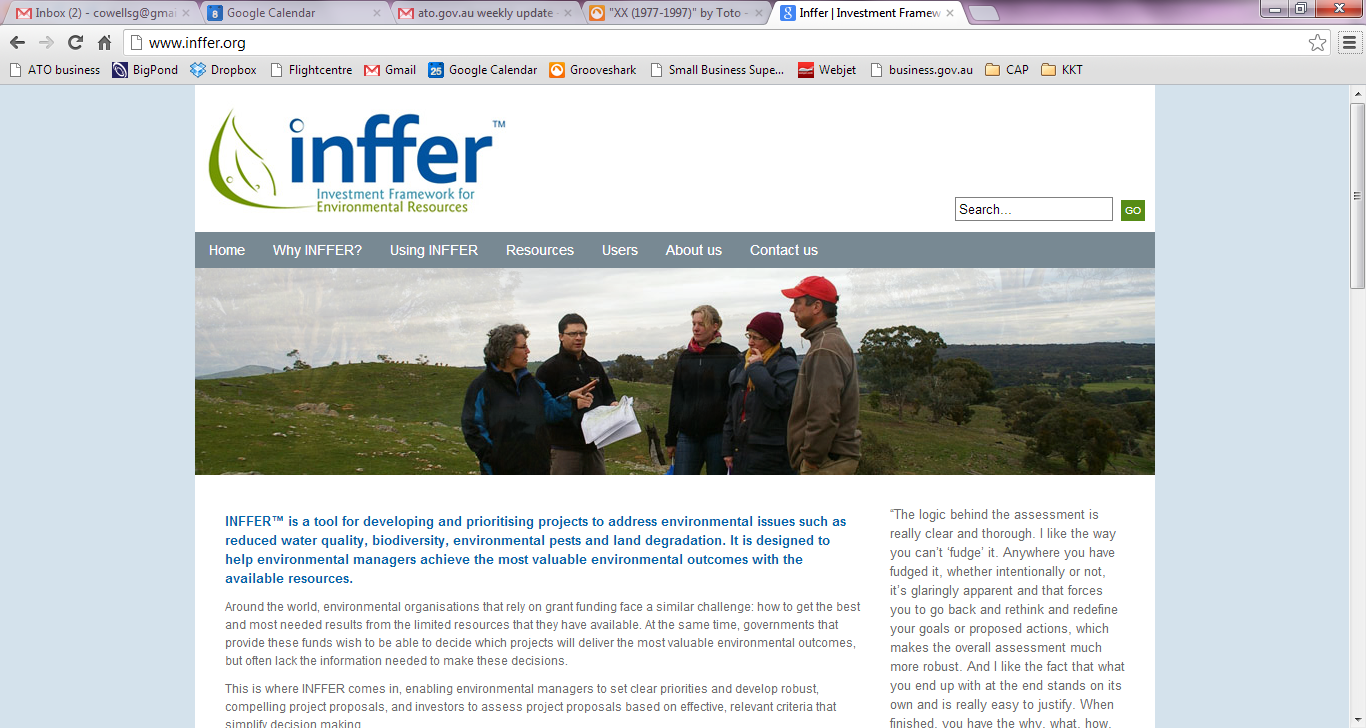 Inbox (2) - cowellsg@gmai
Google Calendar
ato.gov.au weekly update -
"XX (1977-1997)" by Toto -
Inffer | Investment Framew
www.inffer.org
ATO business
BigPond
Dropbox
Flightcentre
Gmail
25
Google Calendar
Grooveshark
Small Business Supe...
Webjet
business.gov.au
CAP
KKT
inffer™
Investment Framework for
Environmental Resources
Search...
GO
Home
Why INFFER?
Using INFFER
Resources
Users
About us
Contact us
INFFER™ is a tool for developing and prioritising projects to address environmental issues such as
reduced water quality, biodiversity, environmental pests and land degradation. It is designed to
help environmental managers achieve the most valuable environmental outcomes with the
available resources.
Around the world, environmental organisations that rely on grant funding face a similar challenge: how to get the best
and most needed results from the limited resources that they have available. At the same time, governments that
provide these funds wish to be able to decide which projects will deliver the most valuable environmental outcomes,
but often lack the information needed to make these decisions.
This is where INFFER comes in, enabling environmental managers to set clear priorities and develop robust,
compelling project proposals, and investors to assess project proposals based on effective, relevant criteria that
simplify decision making
“The logic behind the assessment is
really clear and thorough. I like the way
you can’t ‘fudge’ it. Anywhere you have
fudged it, whether intentionally or not,
it’s glaringly apparent and that forces
you to go back and rethink and redefine
your goals or proposed actions, which
makes the overall assessment much
more robust. And I like the fact that what
you end up with at the end stands on its
own and is really easy to justify. When
finished, you have the why, what, how,